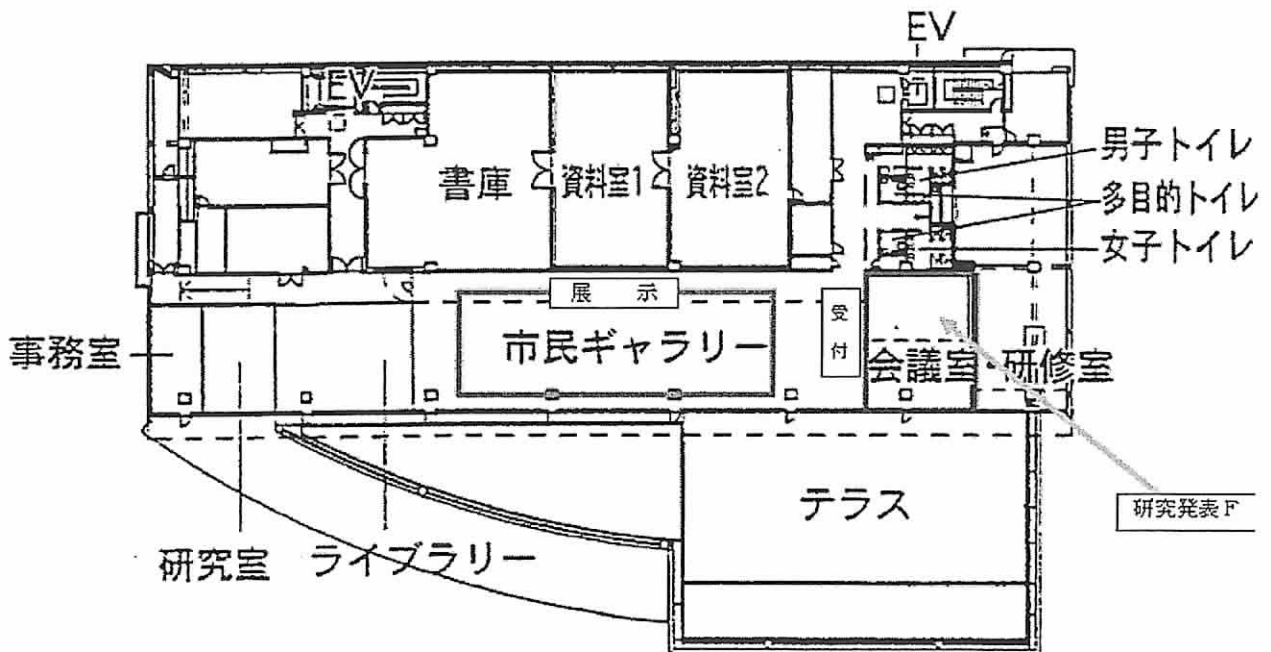 EV
EV
男子トイレ
書庫
資料室1
資料室2
多目的トイレ
女子トイレ
展 示
受付
市民ギャラリー
事務室
会議室
研修室
テラス
研究発表F
研究室
ライブラリー